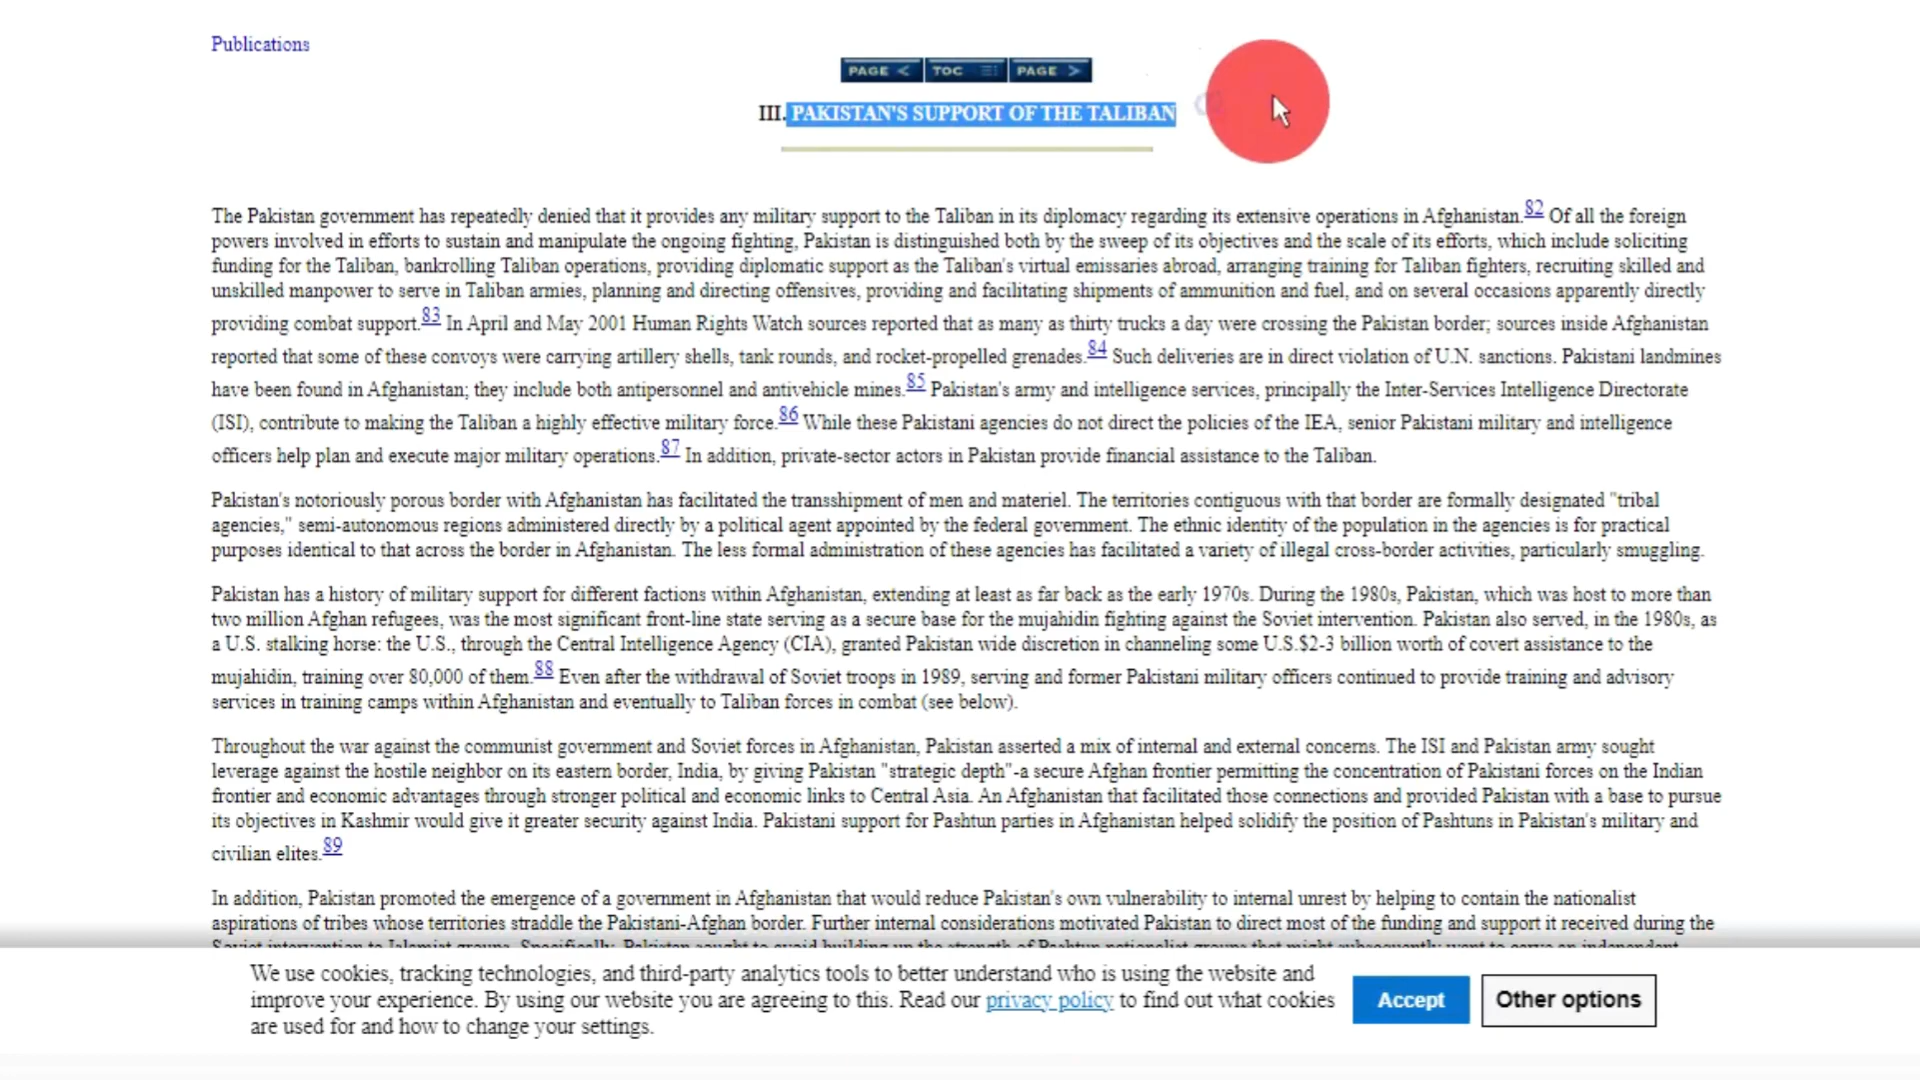 Publications
PAGE < TOC PAGE >
III. PAKISTAN'S SUPPORT OF THE TALIBAN
The Pakistan government has repeatedly denied that it provides any military support to the Taliban in its diplomacy regarding its extensive operations in Afghanistan.82 Of all the foreign
powers involved in efforts to sustain and manipulate the ongoing fighting, Pakistan is distinguished both by the sweep of its objectives and the scale of its efforts, which include soliciting
funding for the Taliban, bankrolling Taliban operations, providing diplomatic support as the Taliban's virtual emissaries abroad, arranging training for Taliban fighters, recruiting skilled and
unskilled manpower to serve in Taliban armies, planning and directing offensives, providing and facilitating shipments of ammunition and fuel, and on several occasions apparently directly
providing combat support.83 In April and May 2001 Human Rights Watch sources reported that as many as thirty trucks a day were crossing the Pakistan border; sources inside Afghanistan
reported that some of these convoys were carrying artillery shells, tank rounds, and rocket-propelled grenades.84 Such deliveries are in direct violation of U.N. sanctions. Pakistani landmines
have been found in Afghanistan; they include both antipersonnel and antivehicle mines.85 Pakistan's army and intelligence services, principally the Inter-Services Intelligence Directorate
(ISI), contribute to making the Taliban a highly effective military force.86 While these Pakistani agencies do not direct the policies of the IEA, senior Pakistani military and intelligence
officers help plan and execute major military operations.87 In addition, private-sector actors in Pakistan provide financial assistance to the Taliban.
Pakistan's notoriously porous border with Afghanistan has facilitated the transshipment of men and materiel. The territories contiguous with that border are formally designated "tribal
agencies," semi-autonomous regions administered directly by a political agent appointed by the federal government. The ethnic identity of the population in the agencies is for practical
purposes identical to that across the border in Afghanistan. The less formal administration of these agencies has facilitated a variety of illegal cross-border activities, particularly smuggling.
Pakistan has a history of military support for different factions within Afghanistan, extending at least as far back as the early 1970s. During the 1980s, Pakistan, which was host to more than
two million Afghan refugees, was the most significant front-line state serving as a secure base for the mujahidin fighting against the Soviet intervention. Pakistan also served, in the 1980s, as
a U.S. stalking horse: the U.S., through the Central Intelligence Agency (CIA), granted Pakistan wide discretion in channeling some U.S.$2-3 billion worth of covert assistance to the
mujahidin, training over 80,000 of them.88 Even after the withdrawal of Soviet troops in 1989, serving and former Pakistani military officers continued to provide training and advisory
services in training camps within Afghanistan and eventually to Taliban forces in combat (see below).
Throughout the war against the communist government and Soviet forces in Afghanistan, Pakistan asserted a mix of internal and external concerns. The ISI and Pakistan army sought
leverage against the hostile neighbor on its eastern border, India, by giving Pakistan "strategic depth"-a secure Afghan frontier permitting the concentration of Pakistani forces on the Indian
frontier and economic advantages through stronger political and economic links to Central Asia. An Afghanistan that facilitated those connections and provided Pakistan with a base to pursue
its objectives in Kashmir would give it greater security against India. Pakistani support for Pashtun parties in Afghanistan helped solidify the position of Pashtuns in Pakistan's military and
civilian elites.89
In addition, Pakistan promoted the emergence of a government in Afghanistan that would reduce Pakistan's own vulnerability to internal unrest by helping to contain the nationalist
aspirations of tribes whose territories straddle the Pakistani-Afghan border. Further internal considerations motivated Pakistan to direct most of the funding and support it received during the
Soviet intervention to Islamist groups. Specifically, Pakistan sought to avoid building up the strength of Pashtun nationalist groups that might subsequently want to carve an independent
We use cookies, tracking technologies, and third-party analytics tools to better understand who is using the website and
improve your experience. By using our website you are agreeing to this. Read our privacy policy to find out what cookies
are used for and how to change your settings.
Accept
Other options